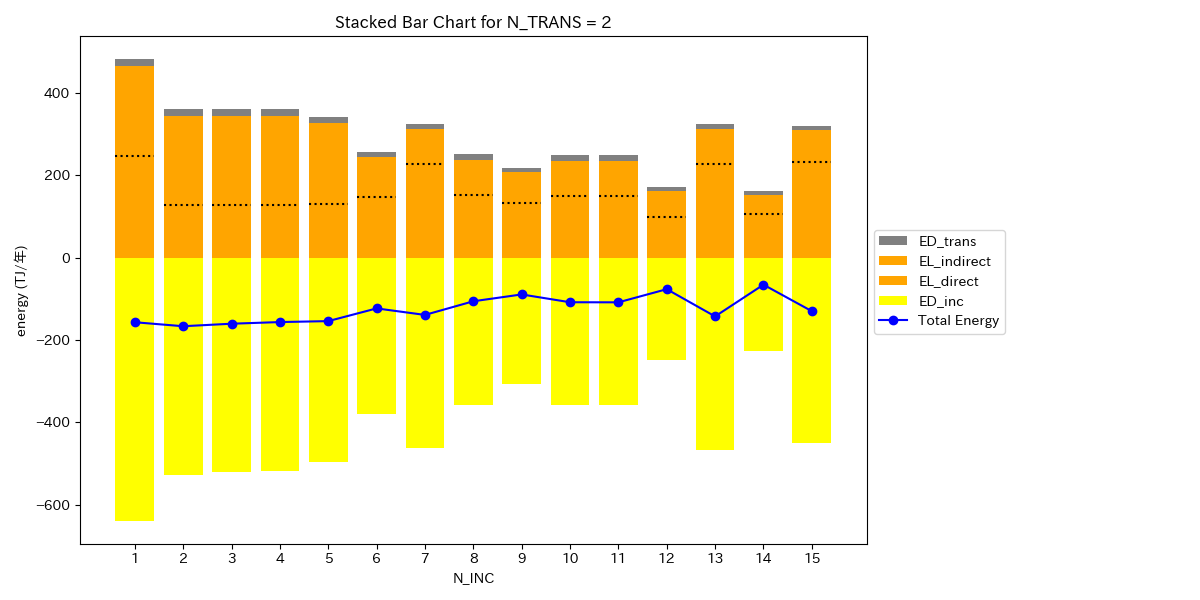 Stacked Bar Chart for N_TRANS = 2
energy (TJ/年)
400
200
0
−200
−400
−600
1 2 3 4 5 6 7 8 9 10 11 12 13 14 15
N_INC
ED_trans
EL_indirect
EL_direct
ED_inc
Total Energy